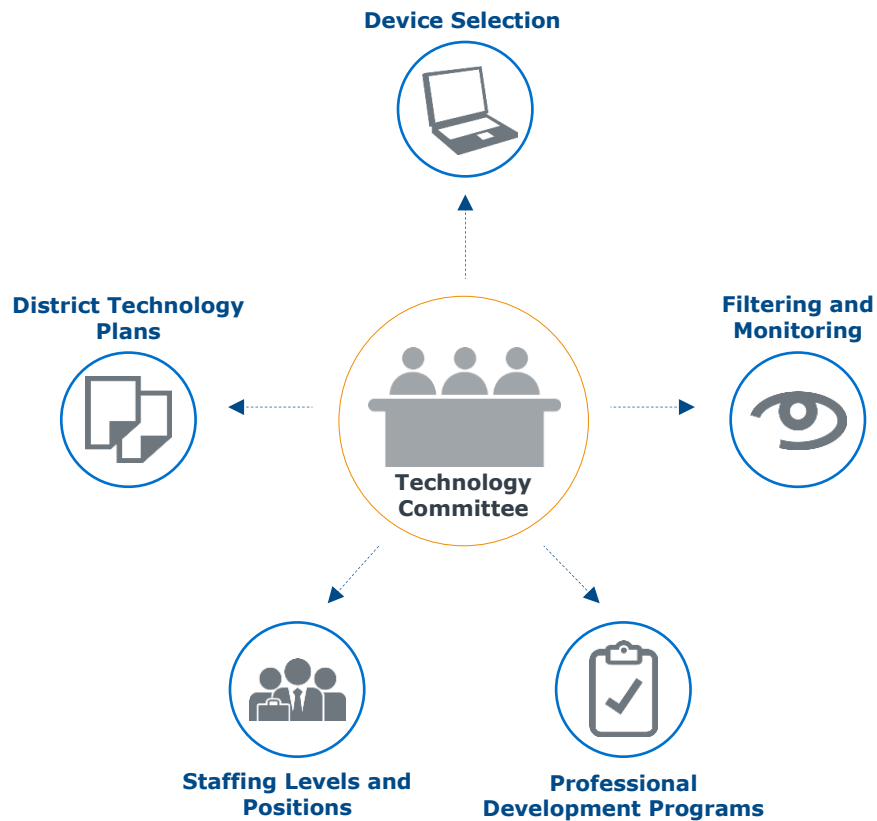 Device Selection
District Technology
Plans
Filtering and
Monitoring
Technology
Committee
Staffing Levels and
Positions
Professional
Development Programs